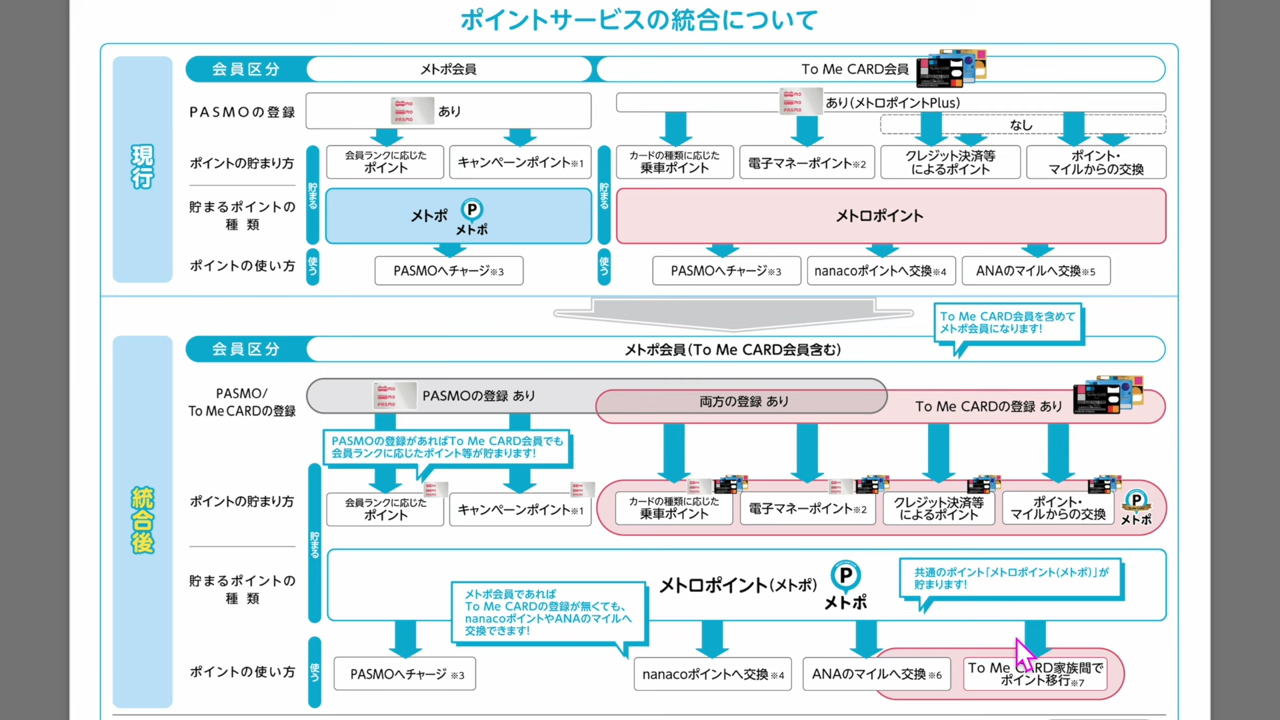 ポイントサービスの統合について
現行
会員区分
メトポ会員
To Me CARD会員
PASMOの登録
あり
あり(メトロポイントPlus)
なし
ポイントの貯まり方
会員ランクに応じた
ポイント
キャンペーンポイント※1
カードの種類に応じた
乗車ポイント
電子マネーポイント※2
クレジット決済等
によるポイント
ポイント・
マイルからの交換
貯まる
貯まる
貯まるポイントの
種類
メトポ
P
メトポ
メトロポイント
ポイントの使い方
使う
PASMOへチャージ※3
使う
PASMOへチャージ※3
nanacoポイントへ交換※4
ANAのマイルへ交換※5
To Me CARD会員を含めて
メトポ会員になります!
統合後
会員区分
メトポ会員(To Me CARD会員含む)
PASMO/
To Me CARDの登録
PASMOの登録 あり
両方の登録 あり
To Me CARDの登録 あり
PASMOの登録があればTo Me CARD会員でも
会員ランクに応じたポイント等が貯まります!
ポイントの貯まり方
会員ランクに応じた
ポイント
キャンペーンポイント※1
カードの種類に応じた
乗車ポイント
電子マネーポイント※2
クレジット決済等
によるポイント
ポイント・
マイルからの交換
P
メトポ
貯まる
貯まるポイントの
種類
メトロポイント(メトポ)
P
メトポ
共通のポイント「メトロポイント(メトポ)」が
貯まります!
メトポ会員であれば
To Me CARDの登録が無くても、
nanacoポイントやANAのマイルへ
交換できます!
ポイントの使い方
使う
PASMOへチャージ※3
nanacoポイントへ交換※4
ANAのマイルへ交換※6
To Me CARD家族間で
ポイント移行※7